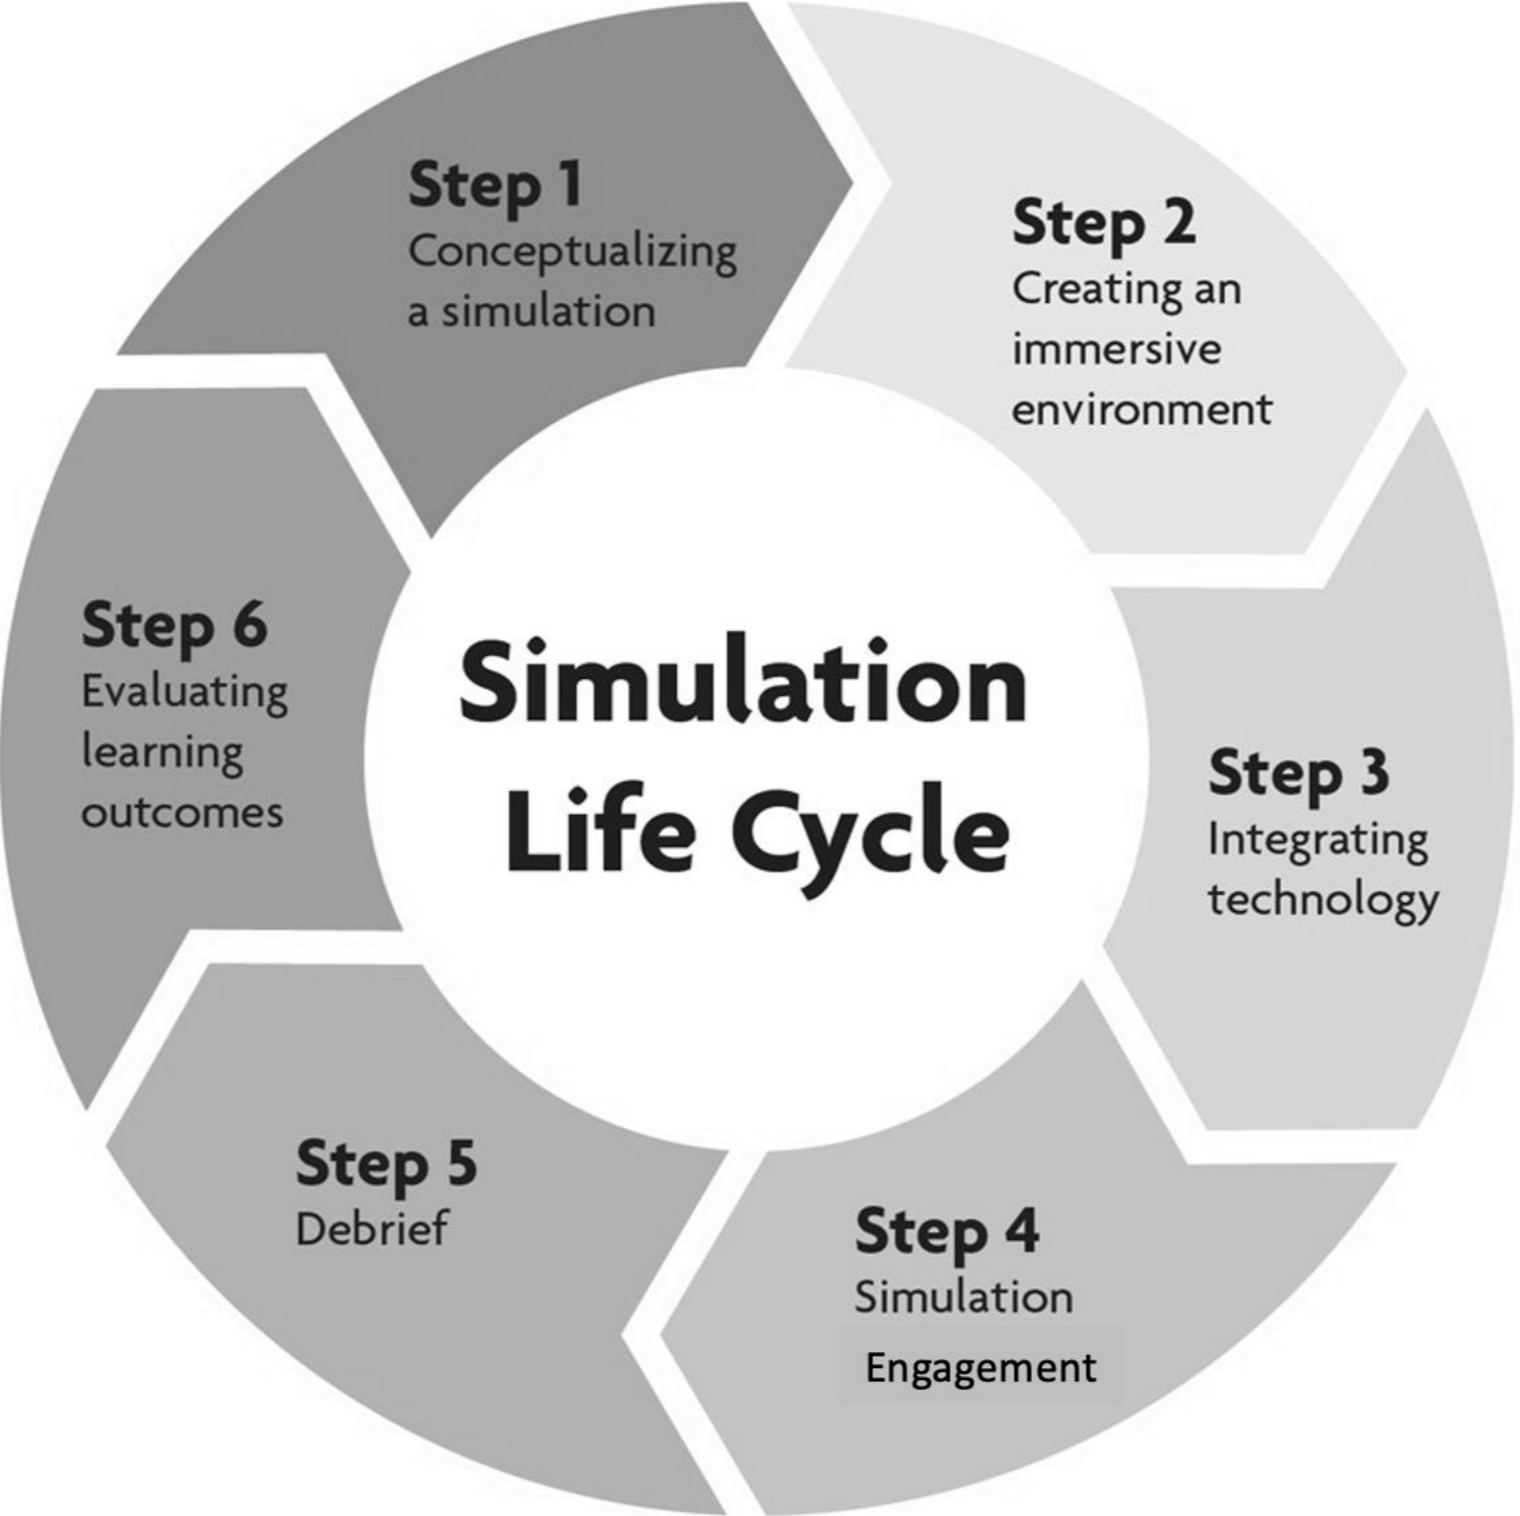 Step 1
Conceptualizing
a simulation
Step 2
Creating an
immersive
environment
Step 3
Integrating
technology
Step 4
Simulation
Engagement
Step 5
Debrief
Step 6
Evaluating
learning
outcomes
Simulation
Life Cycle